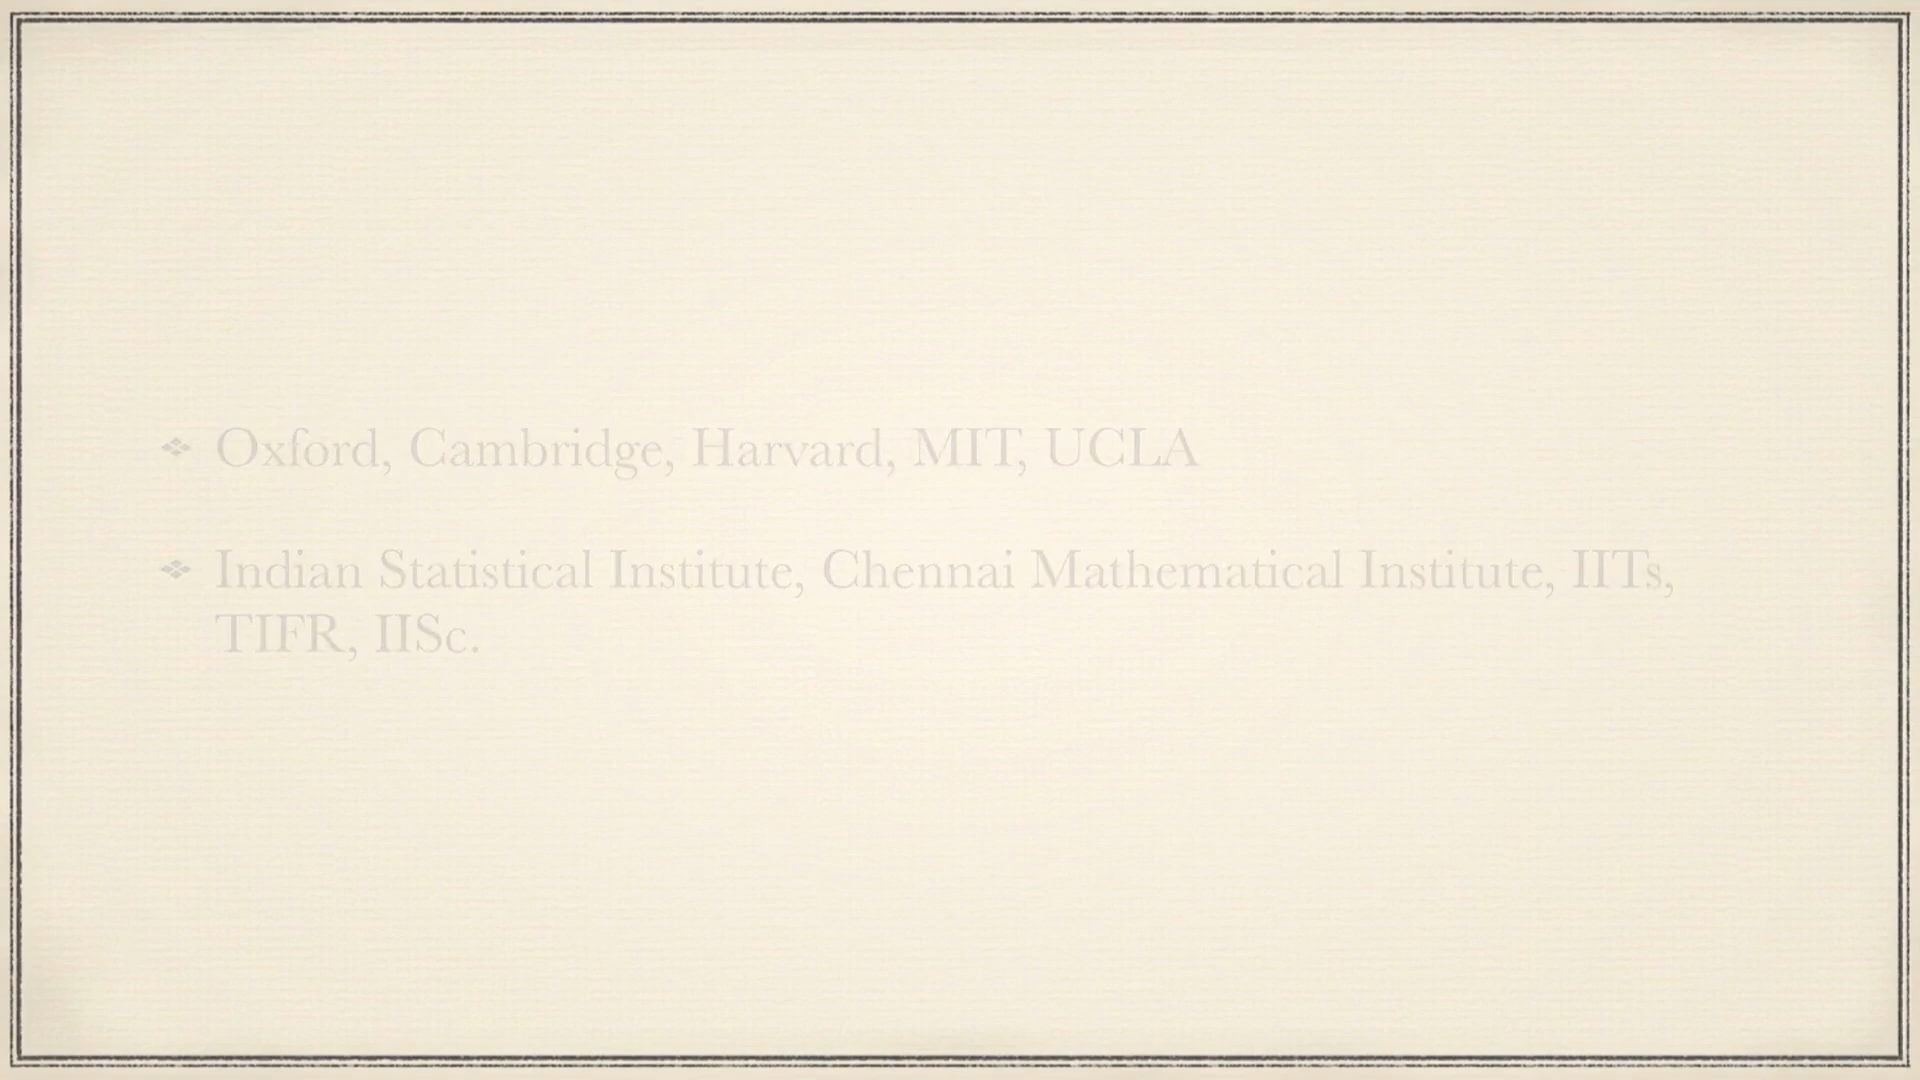 ❖ Oxford, Cambridge, Harvard, MIT, UCLA
❖ Indian Statistical Institute, Chennai Mathematical Institute, IITs,
TIFR, IISc.